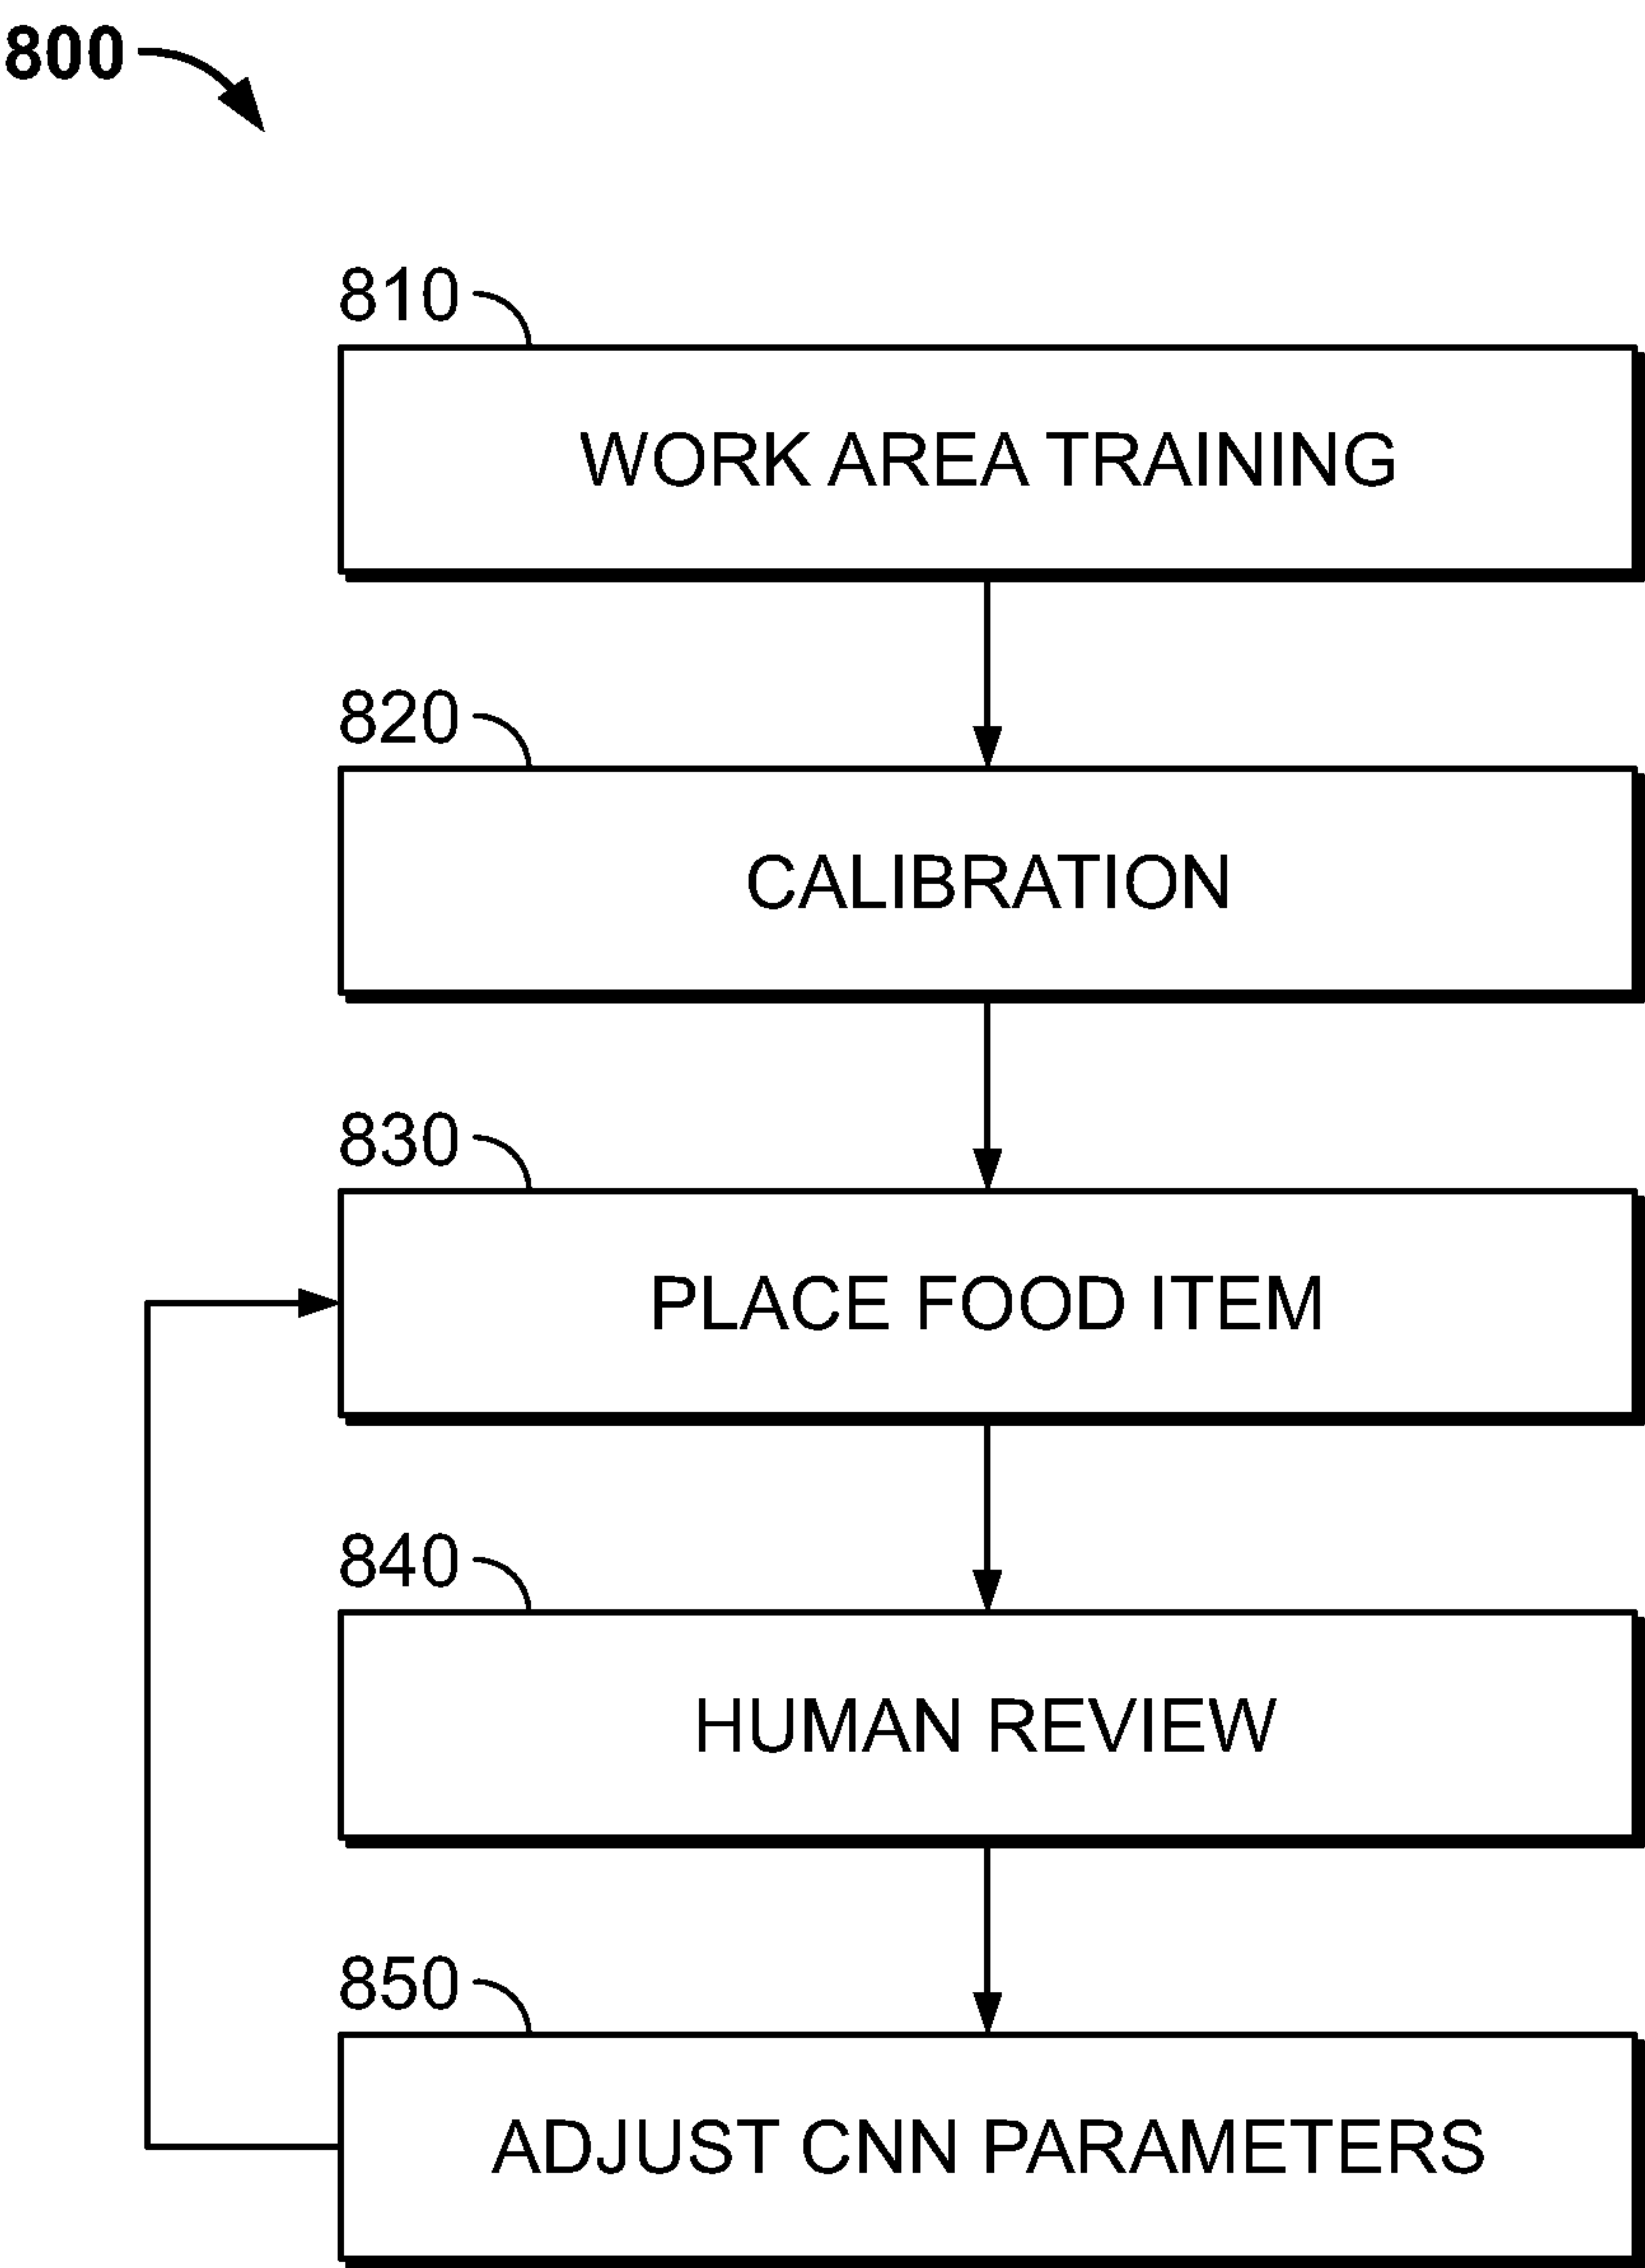 800
810
WORK AREA TRAINING
820
CALIBRATION
830
PLACE FOOD ITEM
840
HUMAN REVIEW
850
ADJUST CNN PARAMETERS